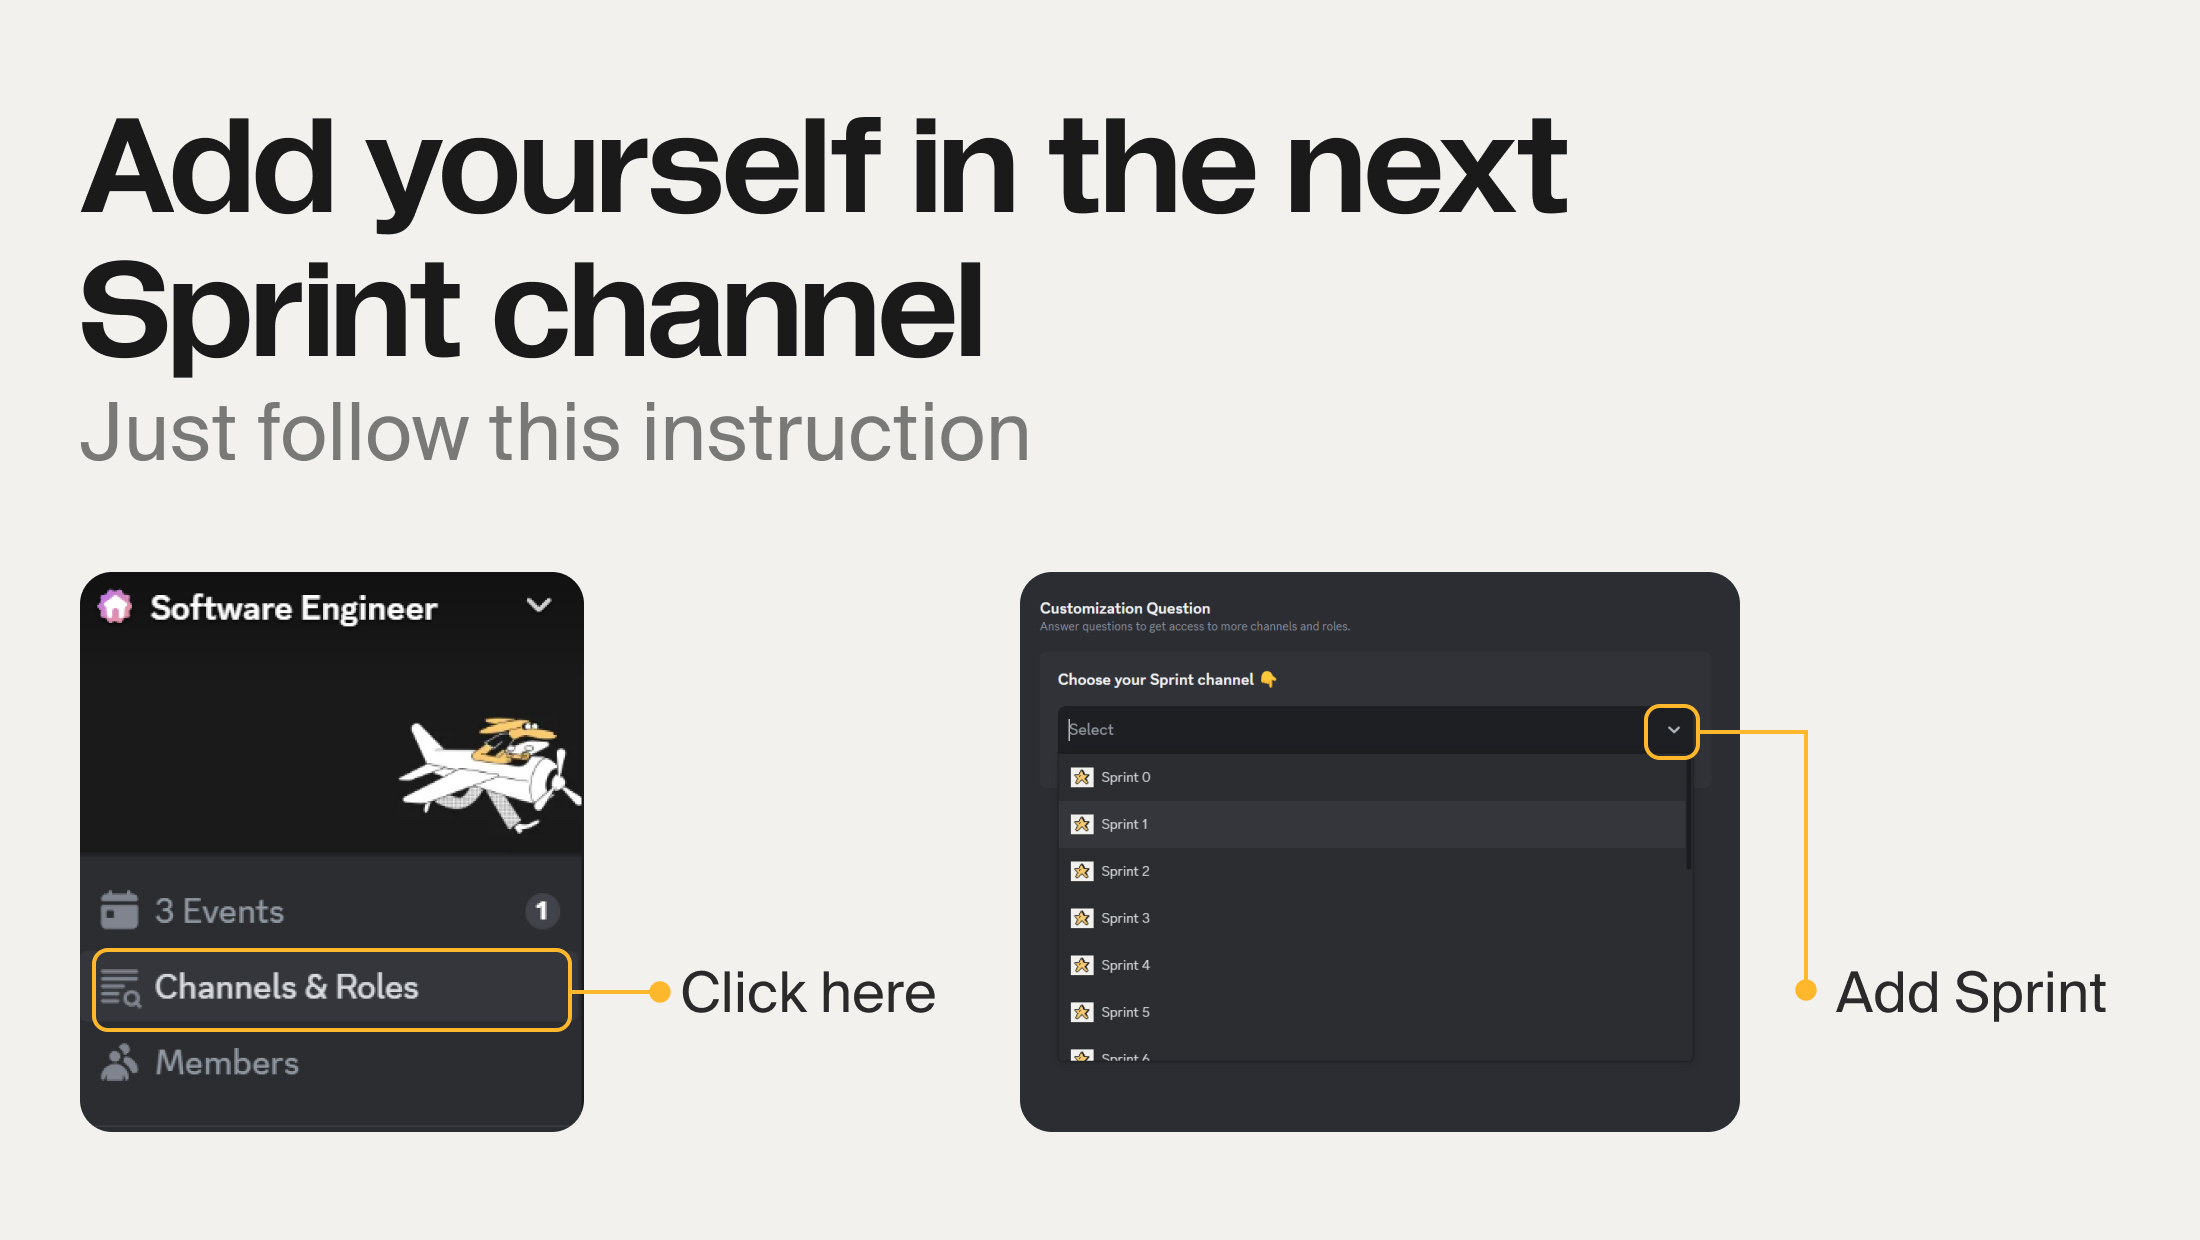 Add yourself in the next
Sprint channel
Just follow this instruction
Software Engineer
3 Events
1
Channels & Roles
Members
Click here
Customization Question
Answer questions to get access to more channels and roles.
Choose your Sprint channel 👇
Select
Sprint 0
Sprint 1
Sprint 2
Sprint 3
Sprint 4
Sprint 5
Sprint 6
Add Sprint